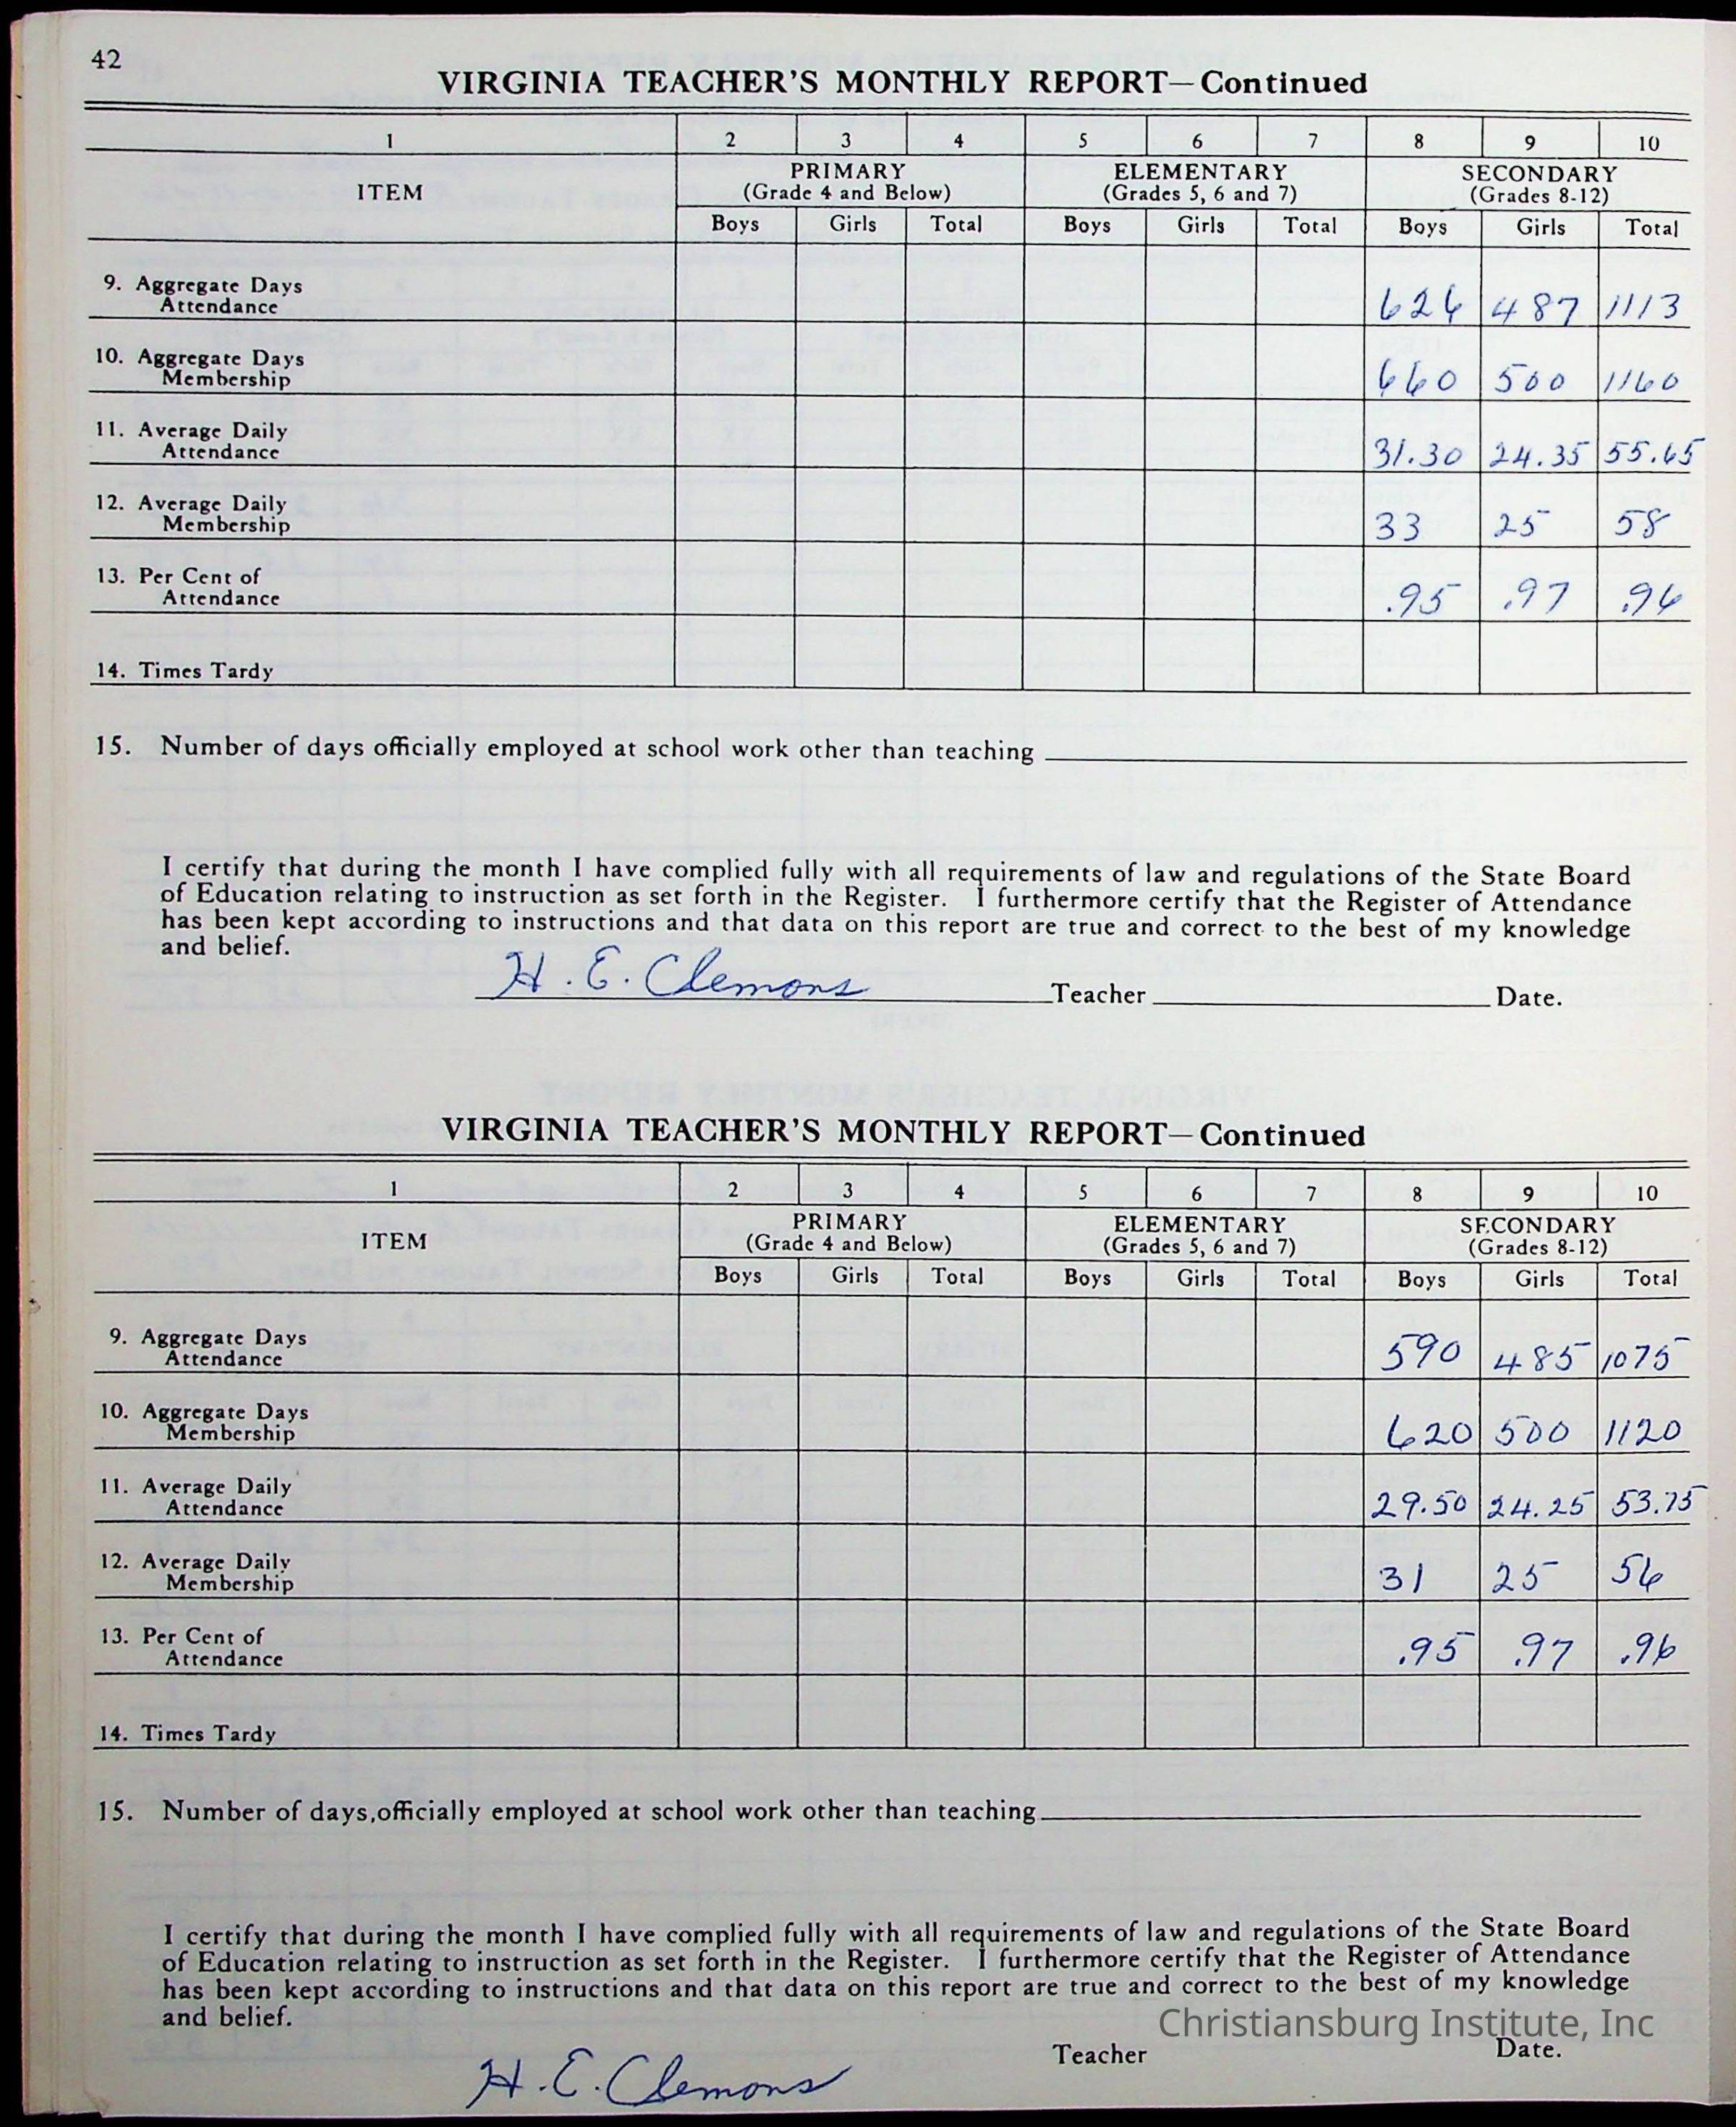 42
VIRGINIA TEACHER'S MONTHLY REPORT—Continued
1 2 3 4 5 6 7 8 9 10
ITEM PRIMARY (Grade 4 and Below) ELEMENTARY (Grades 5, 6 and 7) SECONDARY (Grades 8-12)
Boys Girls Total Boys Girls Total Boys Girls Total
9. Aggregate Days
Attendance 626 487 1113
10. Aggregate Days
Membership 660 500 1160
11. Average Daily
Attendance 31.30 24.35 55.65
12. Average Daily
Membership 33 25 58
13. Per Cent of
Attendance .95 .97 .96
14. Times Tardy
15. Number of days officially employed at school work other than teaching
I certify that during the month I have complied fully with all requirements of law and regulations of the State Board
of Education relating to instruction as set forth in the Register. I furthermore certify that the Register of Attendance
has been kept according to instructions and that data on this report are true and correct to the best of my knowledge
and belief.
H. E. Clemons Teacher Date.
VIRGINIA TEACHER'S MONTHLY REPORT—Continued
1 2 3 4 5 6 7 8 9 10
ITEM PRIMARY (Grade 4 and Below) ELEMENTARY (Grades 5, 6 and 7) SECONDARY (Grades 8-12)
Boys Girls Total Boys Girls Total Boys Girls Total
9. Aggregate Days
Attendance 590 485 1075
10. Aggregate Days
Membership 620 500 1120
11. Average Daily
Attendance 29.50 24.25 53.75
12. Average Daily
Membership 31 25 56
13. Per Cent of
Attendance .95 .97 .96
14. Times Tardy
15. Number of days,officially employed at school work other than teaching
I certify that during the month I have complied fully with all requirements of law and regulations of the State Board
of Education relating to instruction as set forth in the Register. I furthermore certify that the Register of Attendance
has been kept according to instructions and that data on this report are true and correct to the best of my knowledge
and belief.
Christiansburg Institute, Inc
Teacher Date.
H. E. Clemons